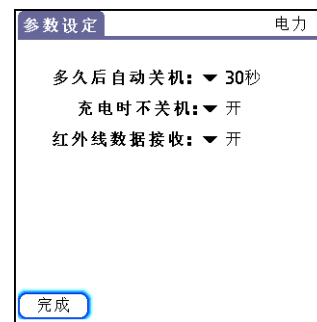 参数设定 电力
多久后自动关机: 30秒
充电时不关机: 开
红外线数据接收: 开
完成